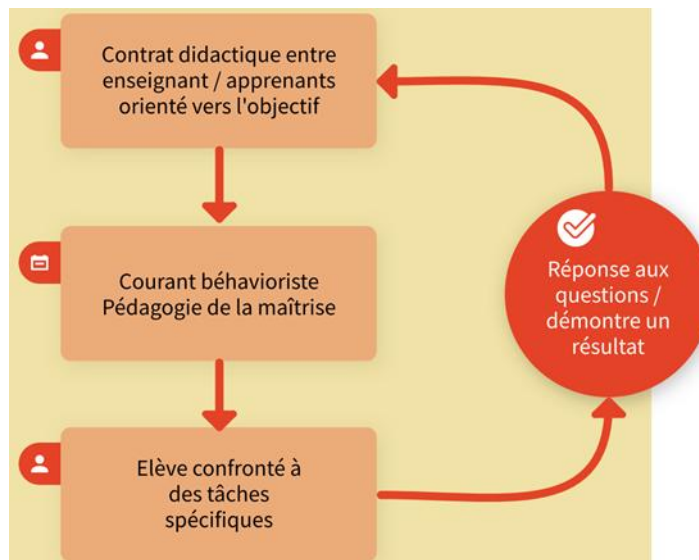 Contrat didactique entre
enseignant / apprenants
orienté vers l'objectif
Courant béhavioriste
Pédagogie de la maîtrise
Elève confronté à
des tâches
spécifiques
Réponse aux
questions /
démontre un
résultat